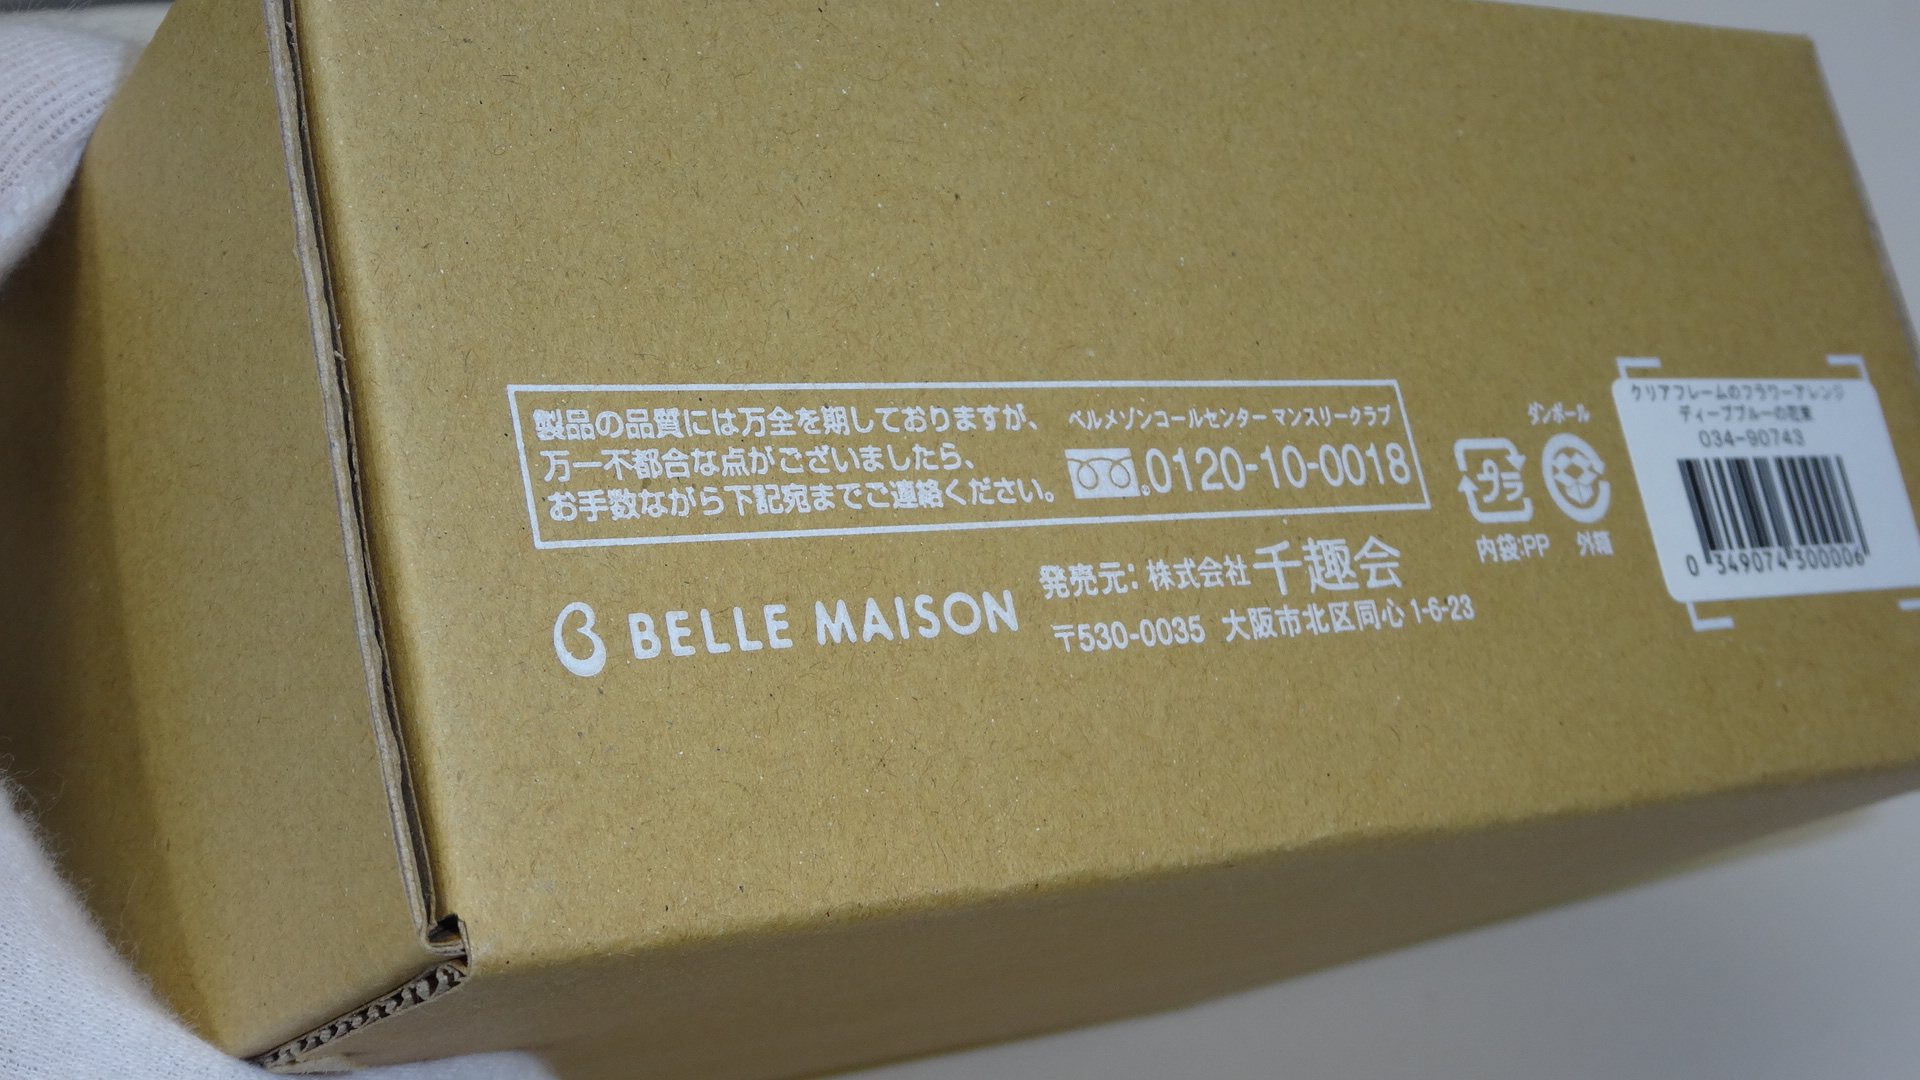 製品の品質には万全を期しておりますが、
万一不都合な点がございましたら、
お手数ながら下記宛までご連絡ください。
ベルメゾンコールセンター マンスリークラブ
0120-10-0018
BELLE MAISON
発売元：株式会社千趣会
〒530-0035 大阪市北区同心1-6-23
プラ
内袋:PP
ダンボール
外箱
クリアフレームのフラワーアレンジ
ディープブルーの花束
034-90743
0 349074 300006